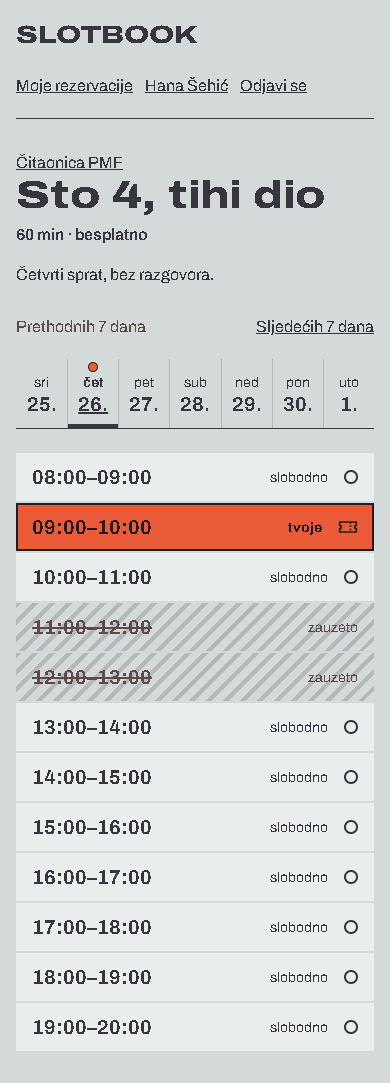 SLOTBOOK
Moje rezervacije Hana Šehić Odjavi se
Čitaonica PMF
Sto 4, tihi dio
60 min · besplatno
Četvrti sprat, bez razgovora.
Prethodnih 7 dana Sljedećih 7 dana
sri čet pet sub ned pon uto
25. 26. 27. 28. 29. 30. 1.
08:00–09:00 slobodno
09:00–10:00 tvoje
10:00–11:00 slobodno
11:00–12:00 zauzeto
12:00–13:00 zauzeto
13:00–14:00 slobodno
14:00–15:00 slobodno
15:00–16:00 slobodno
16:00–17:00 slobodno
17:00–18:00 slobodno
18:00–19:00 slobodno
19:00–20:00 slobodno